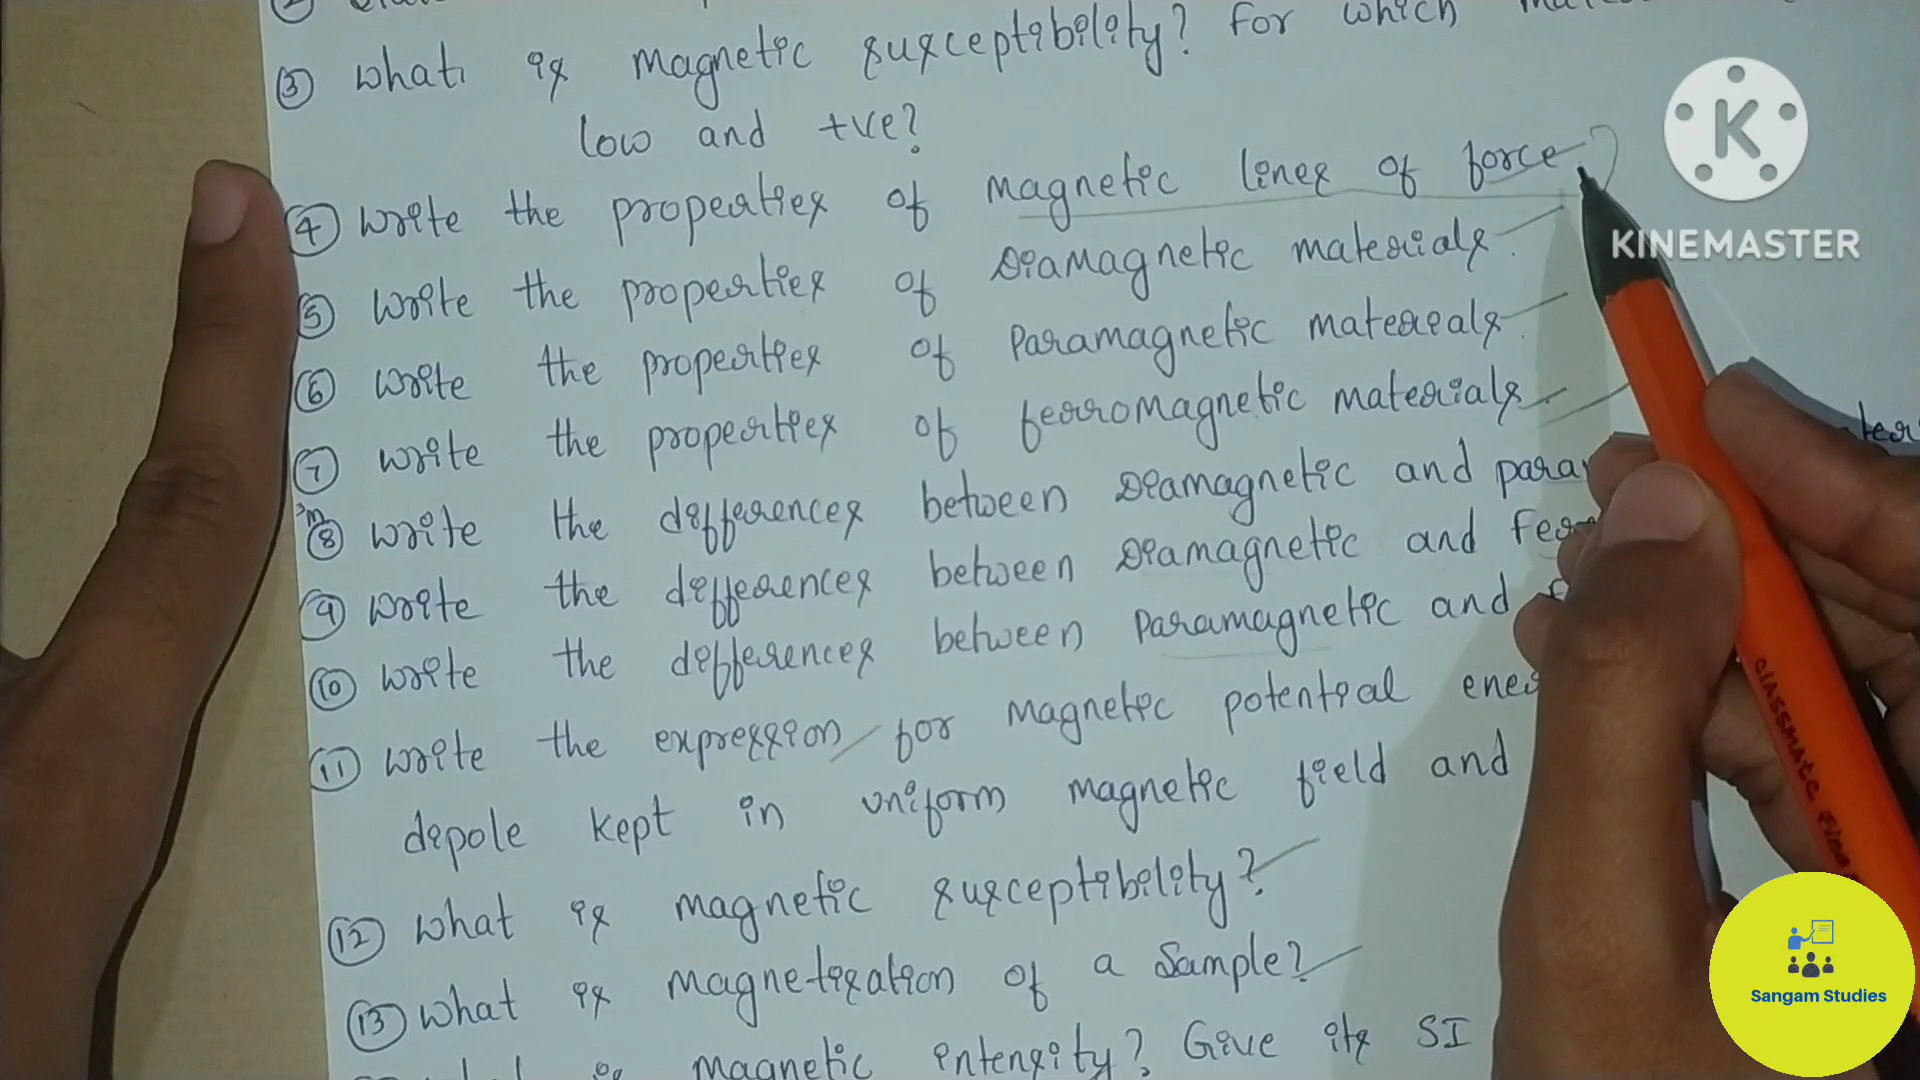 ③ what is magnetic susceptibility? For which
low and +ve?
④ write the properties of magnetic lines of force?
⑤ write the properties of Diamagnetic materials.
⑥ write the properties of Paramagnetic materials.
⑦ write the properties of ferromagnetic materials
3m
⑧ write the differences between Diamagnetic and para
⑨ write the differences between Diamagnetic and Fer
⑩ write the differences between Paramagnetic and
⑪ write the expression for magnetic potential ener
dipole kept in uniform magnetic field and
⑫ what is magnetic susceptibility?
⑬ what is magnetization of a Sample?
magnetic intensity? Give its SI
KINEMASTER
classmate
Sangam Studies